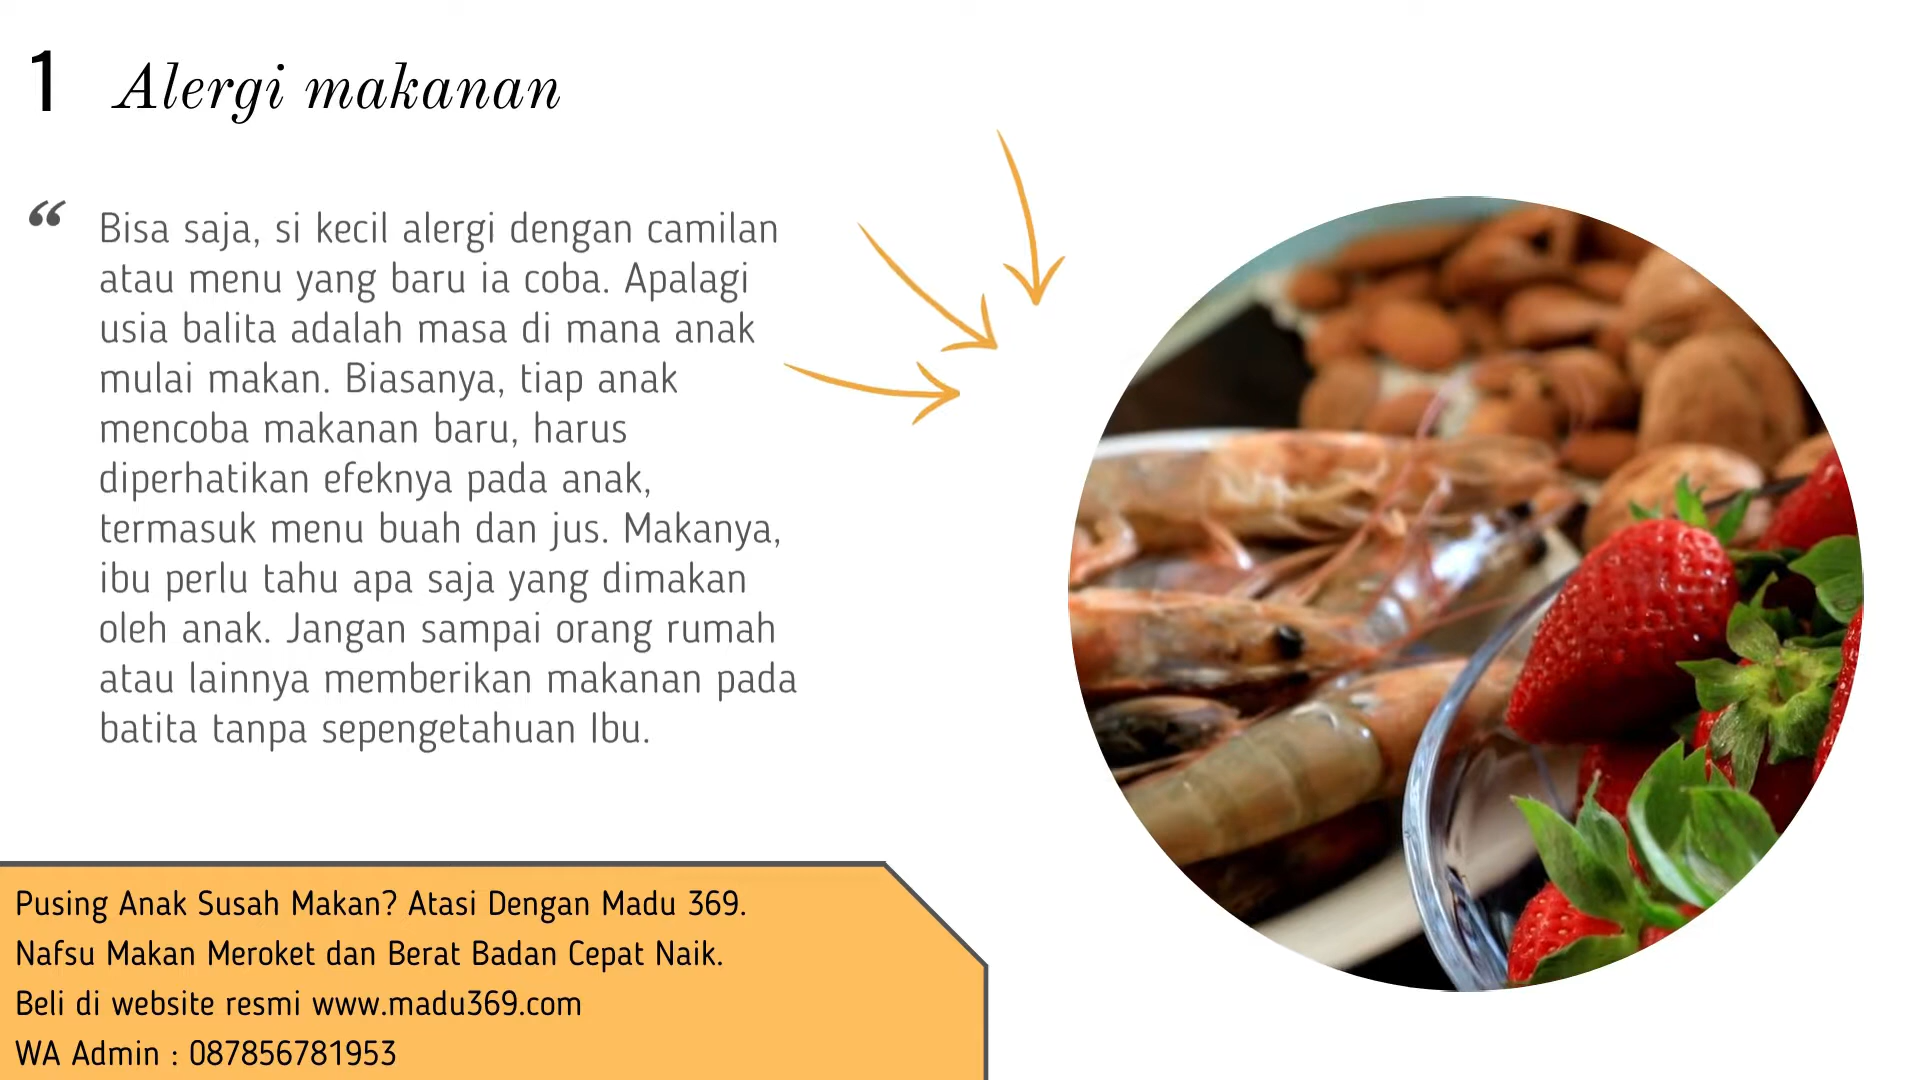 1 Alergi makanan
“ Bisa saja, si kecil alergi dengan camilan
atau menu yang baru ia coba. Apalagi
usia balita adalah masa di mana anak
mulai makan. Biasanya, tiap anak
mencoba makanan baru, harus
diperhatikan efeknya pada anak,
termasuk menu buah dan jus. Makanya,
ibu perlu tahu apa saja yang dimakan
oleh anak. Jangan sampai orang rumah
atau lainnya memberikan makanan pada
batita tanpa sepengetahuan Ibu.
Pusing Anak Susah Makan? Atasi Dengan Madu 369.
Nafsu Makan Meroket dan Berat Badan Cepat Naik.
Beli di website resmi www.madu369.com
WA Admin : 087856781953